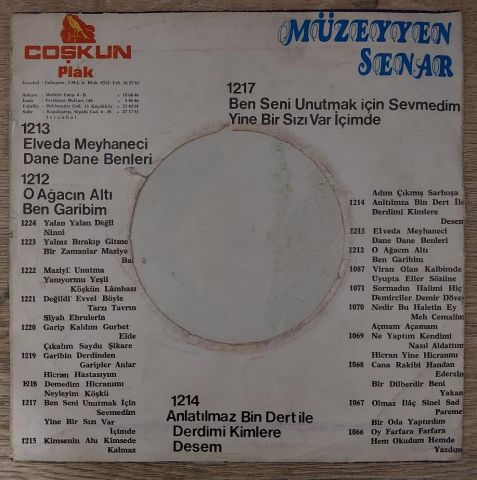 COŞKUN
Plak
MÜZEYYEN
SENAR
1217
Ben Seni Unutmak için Sevmedim
Yine Bir Sızı Var İçimde
1213
Elveda Meyhaneci
Dane Dane Benleri
1212
O Ağacın Altı
Ben Garibim
1224 Yalan Yalan Değil
Ninni
1223 Yalnız Bırakıp Gitme
Bir Zamanlar Maziye
Ba
1222 Maziyi Unutma
Yanıyormu Yeşil
Köşkün Lâmbası
1221 Değildi Evvel Böyle
Tarzı Tavrın
Siyah Ebrulerin
1220 Garip Kaldım Gurbet
Elde
Çıkalım Saydu Şikare
1219 Garibin Derdinden
Garipler Anlar
Hicran Hastasıyım
1218 Demedim Hicranımı
Neyleyim Köşkü
1217 Ben Seni Unutmak İçin
Sevmedim
Yine Bir Sızı Var
İçimde
1215 Kimsenin Ahı Kimsede
Kalmaz
1214
Anlatılmaz Bin Dert ile
Derdimi Kimlere
Desem
Adım Çıkmış Sarhoşa
1214 Anltılmıza Bin Dert İle
Derdimi Kimlere
Desem
1213 Elveda Meyhaneci
Dane Dane Benleri
1212 O Ağacın Altı
Ben Garibim
1087 Viran Olan Kalbimde
Uyupta Eller Sözüne
1071 Sormadın Halimi Hiç
Demirciler Demir Döve
1070 Nedir Bu Haletin Ey
Meh Cemalim
Açmam Açamam
1069 Ne Yaptım Kendimi
Nasıl Aldattım
Hicran Yine Hicranmı
1068 Cana Rakibi Handan
Edersin
Bir Dilberdir Beni
Yakan
1067 Olmaz İlâç Sinei Sad
Pareme
Bir Oda Yaptırdım
1066 Oy Farfara Farfara
Hem Okudum Hemde
Yazdım